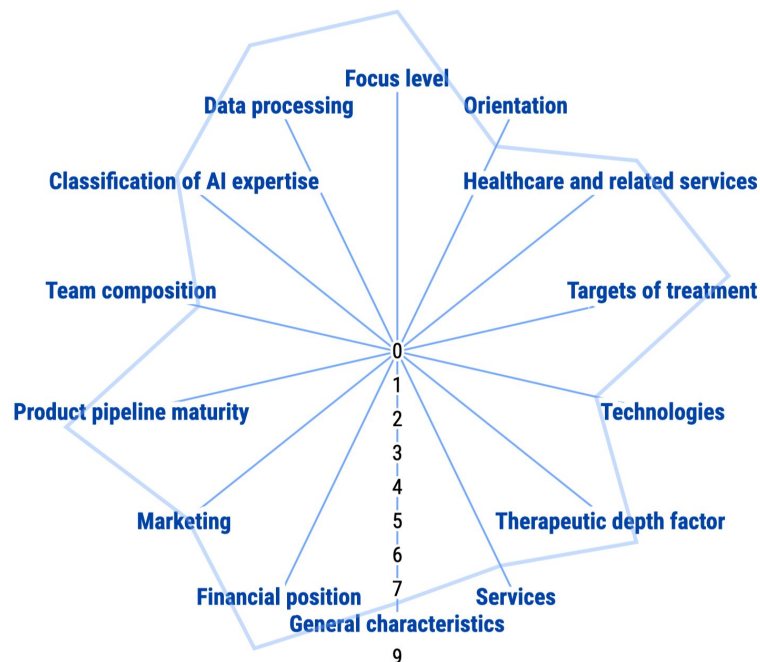 Focus level
Data processing
Orientation
Classification of AI expertise
Healthcare and related services
Team composition
Targets of treatment
0
1
Product pipeline maturity
Technologies
2
3
4
Marketing
5
Therapeutic depth factor
6
7
Financial position
Services
General characteristics
9